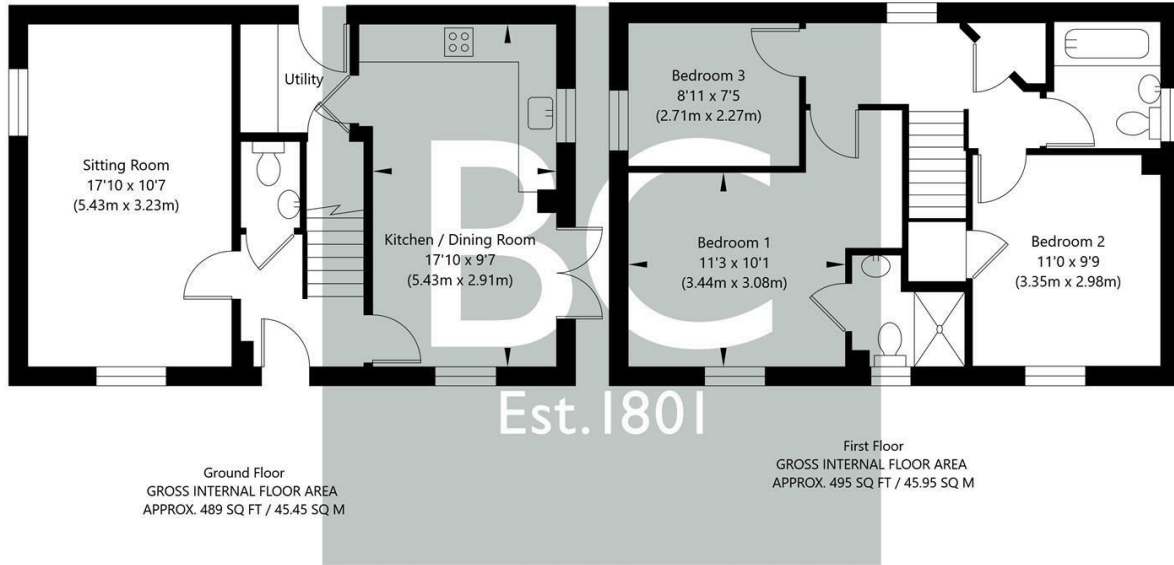 Utility
Sitting Room
17'10 x 10'7
(5.43m x 3.23m)
Kitchen / Dining Room
17'10 x 9'7
(5.43m x 2.91m)
Bedroom 3
8'11 x 7'5
(2.71m x 2.27m)
Bedroom 1
11'3 x 10'1
(3.44m x 3.08m)
Bedroom 2
11'0 x 9'9
(3.35m x 2.98m)
BC
Est.1801
Ground Floor
GROSS INTERNAL FLOOR AREA
APPROX. 489 SQ FT / 45.45 SQ M
First Floor
GROSS INTERNAL FLOOR AREA
APPROX. 495 SQ FT / 45.95 SQ M